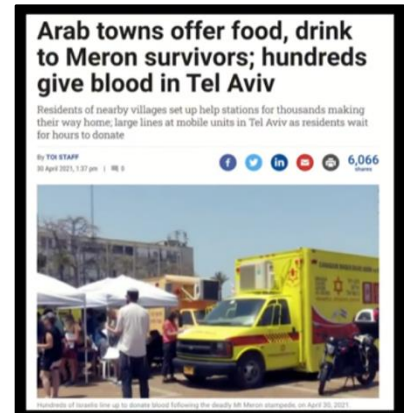 Arab towns offer food, drink
to Meron survivors; hundreds
give blood in Tel Aviv
Residents of nearby villages set up help stations for thousands making
their way home; large lines at mobile units in Tel Aviv as residents wait
for hours to donate
By TOI STAFF
30 April 2021, 1:37 pm | 0
6,066
shares
Hundreds of Israelis line up to donate blood following the deadly Mt Meron stampede, on April 30, 2021.